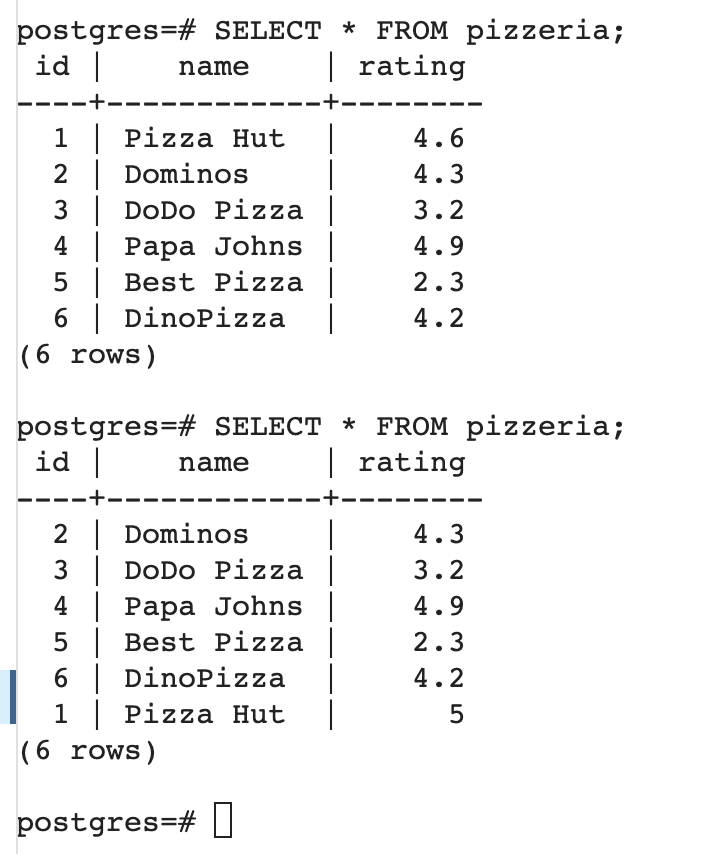 postgres=# SELECT * FROM pizzeria;
 id |    name    | rating
----+------------+--------
  1 | Pizza Hut  |    4.6
  2 | Dominos    |    4.3
  3 | DoDo Pizza |    3.2
  4 | Papa Johns |    4.9
  5 | Best Pizza |    2.3
  6 | DinoPizza  |    4.2
(6 rows)
postgres=# SELECT * FROM pizzeria;
 id |    name    | rating
----+------------+--------
  2 | Dominos    |    4.3
  3 | DoDo Pizza |    3.2
  4 | Papa Johns |    4.9
  5 | Best Pizza |    2.3
  6 | DinoPizza  |    4.2
  1 | Pizza Hut  |      5
(6 rows)
postgres=#